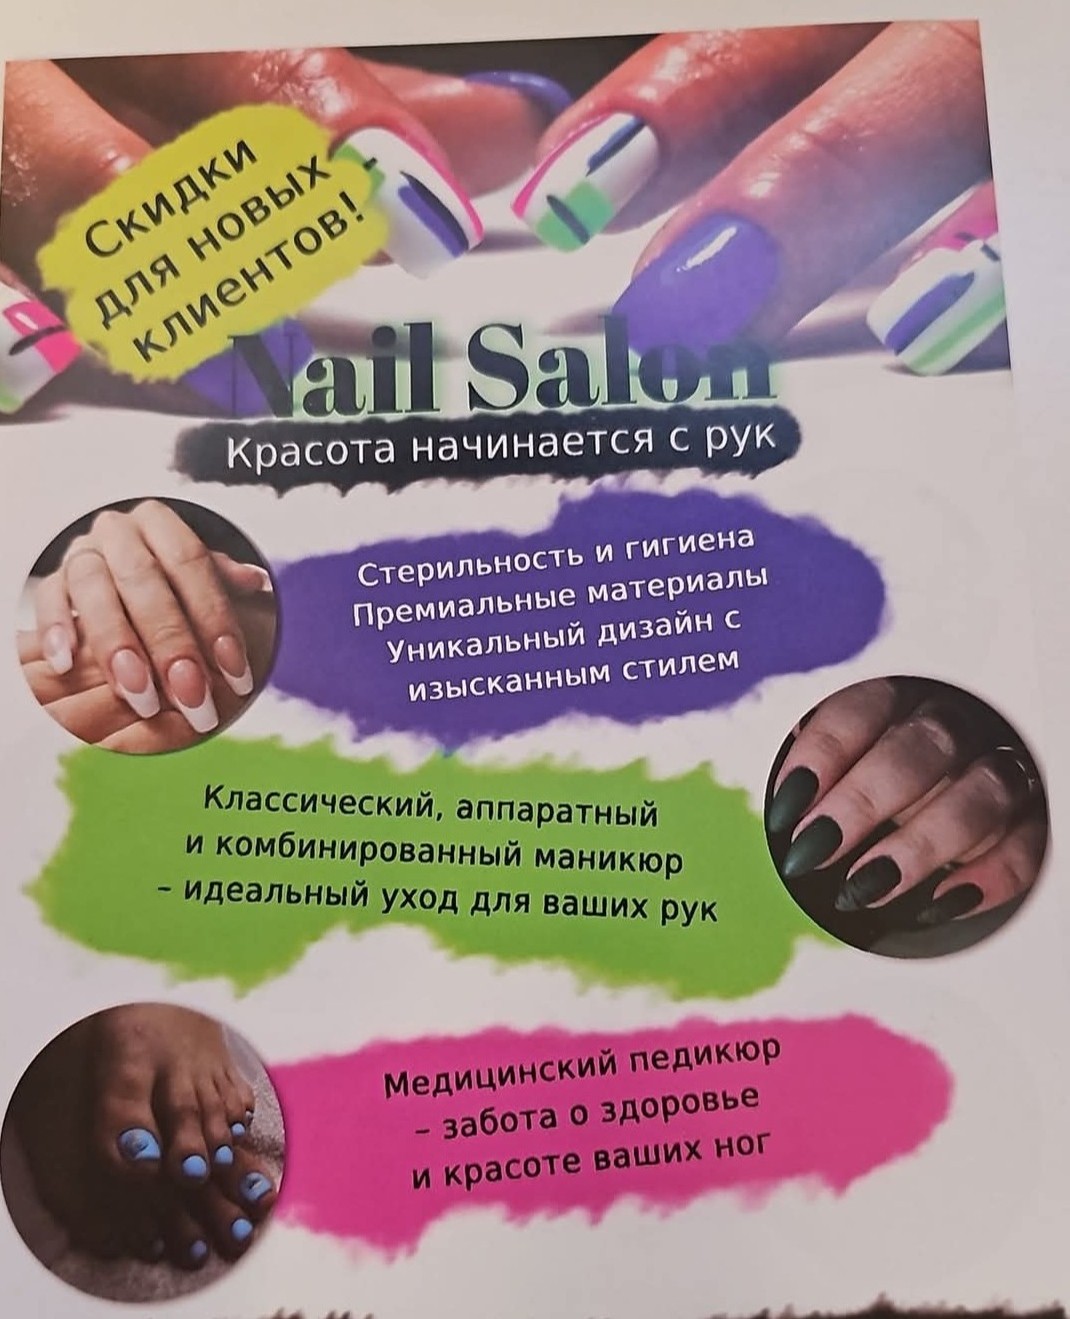 Скидки
для новых
клиентов!
Nail Salon
Красота начинается с рук
Стерильность и гигиена
Премиальные материалы
Уникальный дизайн с
изысканным стилем
Классический, аппаратный
и комбинированный маникюр
– идеальный уход для ваших рук
Медицинский педикюр
– забота о здоровье
и красоте ваших ног